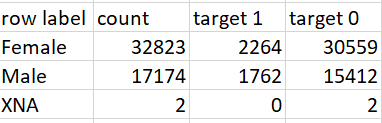 row label count target 1 target 0
Female 32823 2264 30559
Male 17174 1762 15412
XNA 2 0 2